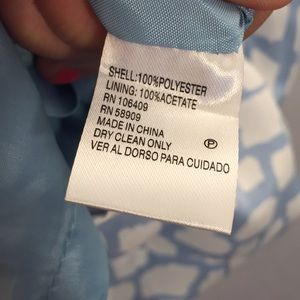 SHELL:100%POLYESTER
LINING: 100%ACETATE
RN 106409
RN 58909
MADE IN CHINA
DRY CLEAN ONLY
VER AL DORSO PARA CUIDADO
P